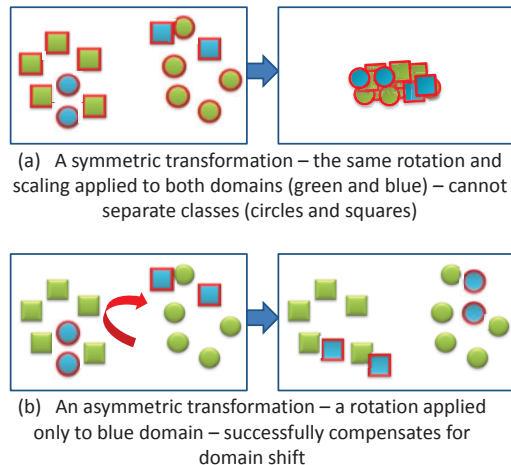 (a) A symmetric transformation – the same rotation and
scaling applied to both domains (green and blue) – cannot
separate classes (circles and squares)
(b) An asymmetric transformation – a rotation applied
only to blue domain – successfully compensates for
domain shift